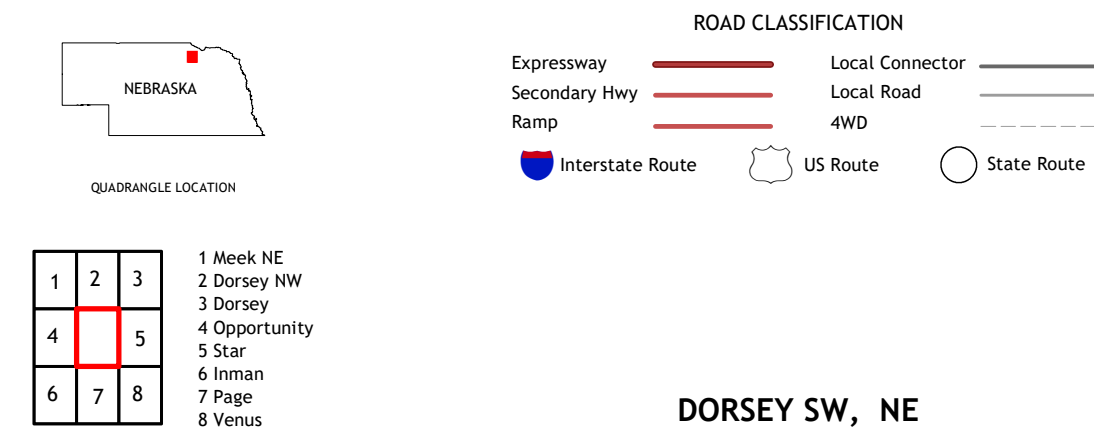 NEBRASKA
QUADRANGLE LOCATION
ROAD CLASSIFICATION
Expressway
Secondary Hwy
Ramp
Local Connector
Local Road
4WD
Interstate Route
US Route
State Route
1 2 3
4 5
6 7 8
1 Meek NE
2 Dorsey NW
3 Dorsey
4 Opportunity
5 Star
6 Inman
7 Page
8 Venus
DORSEY SW, NE